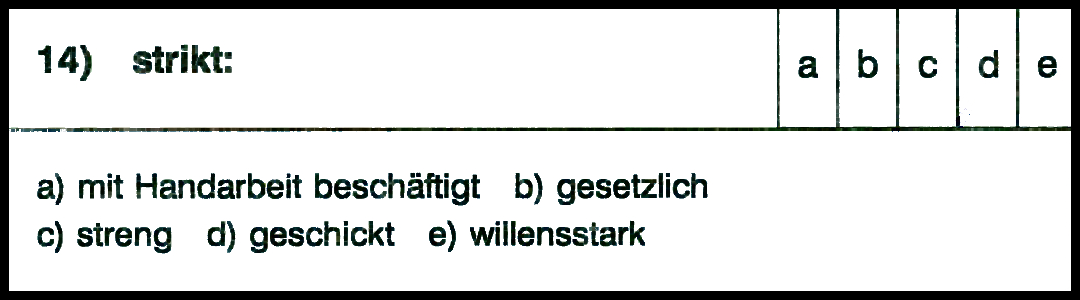 14) strikt: a b c d e
a) mit Handarbeit beschäftigt b) gesetzlich
c) streng d) geschickt e) willensstark